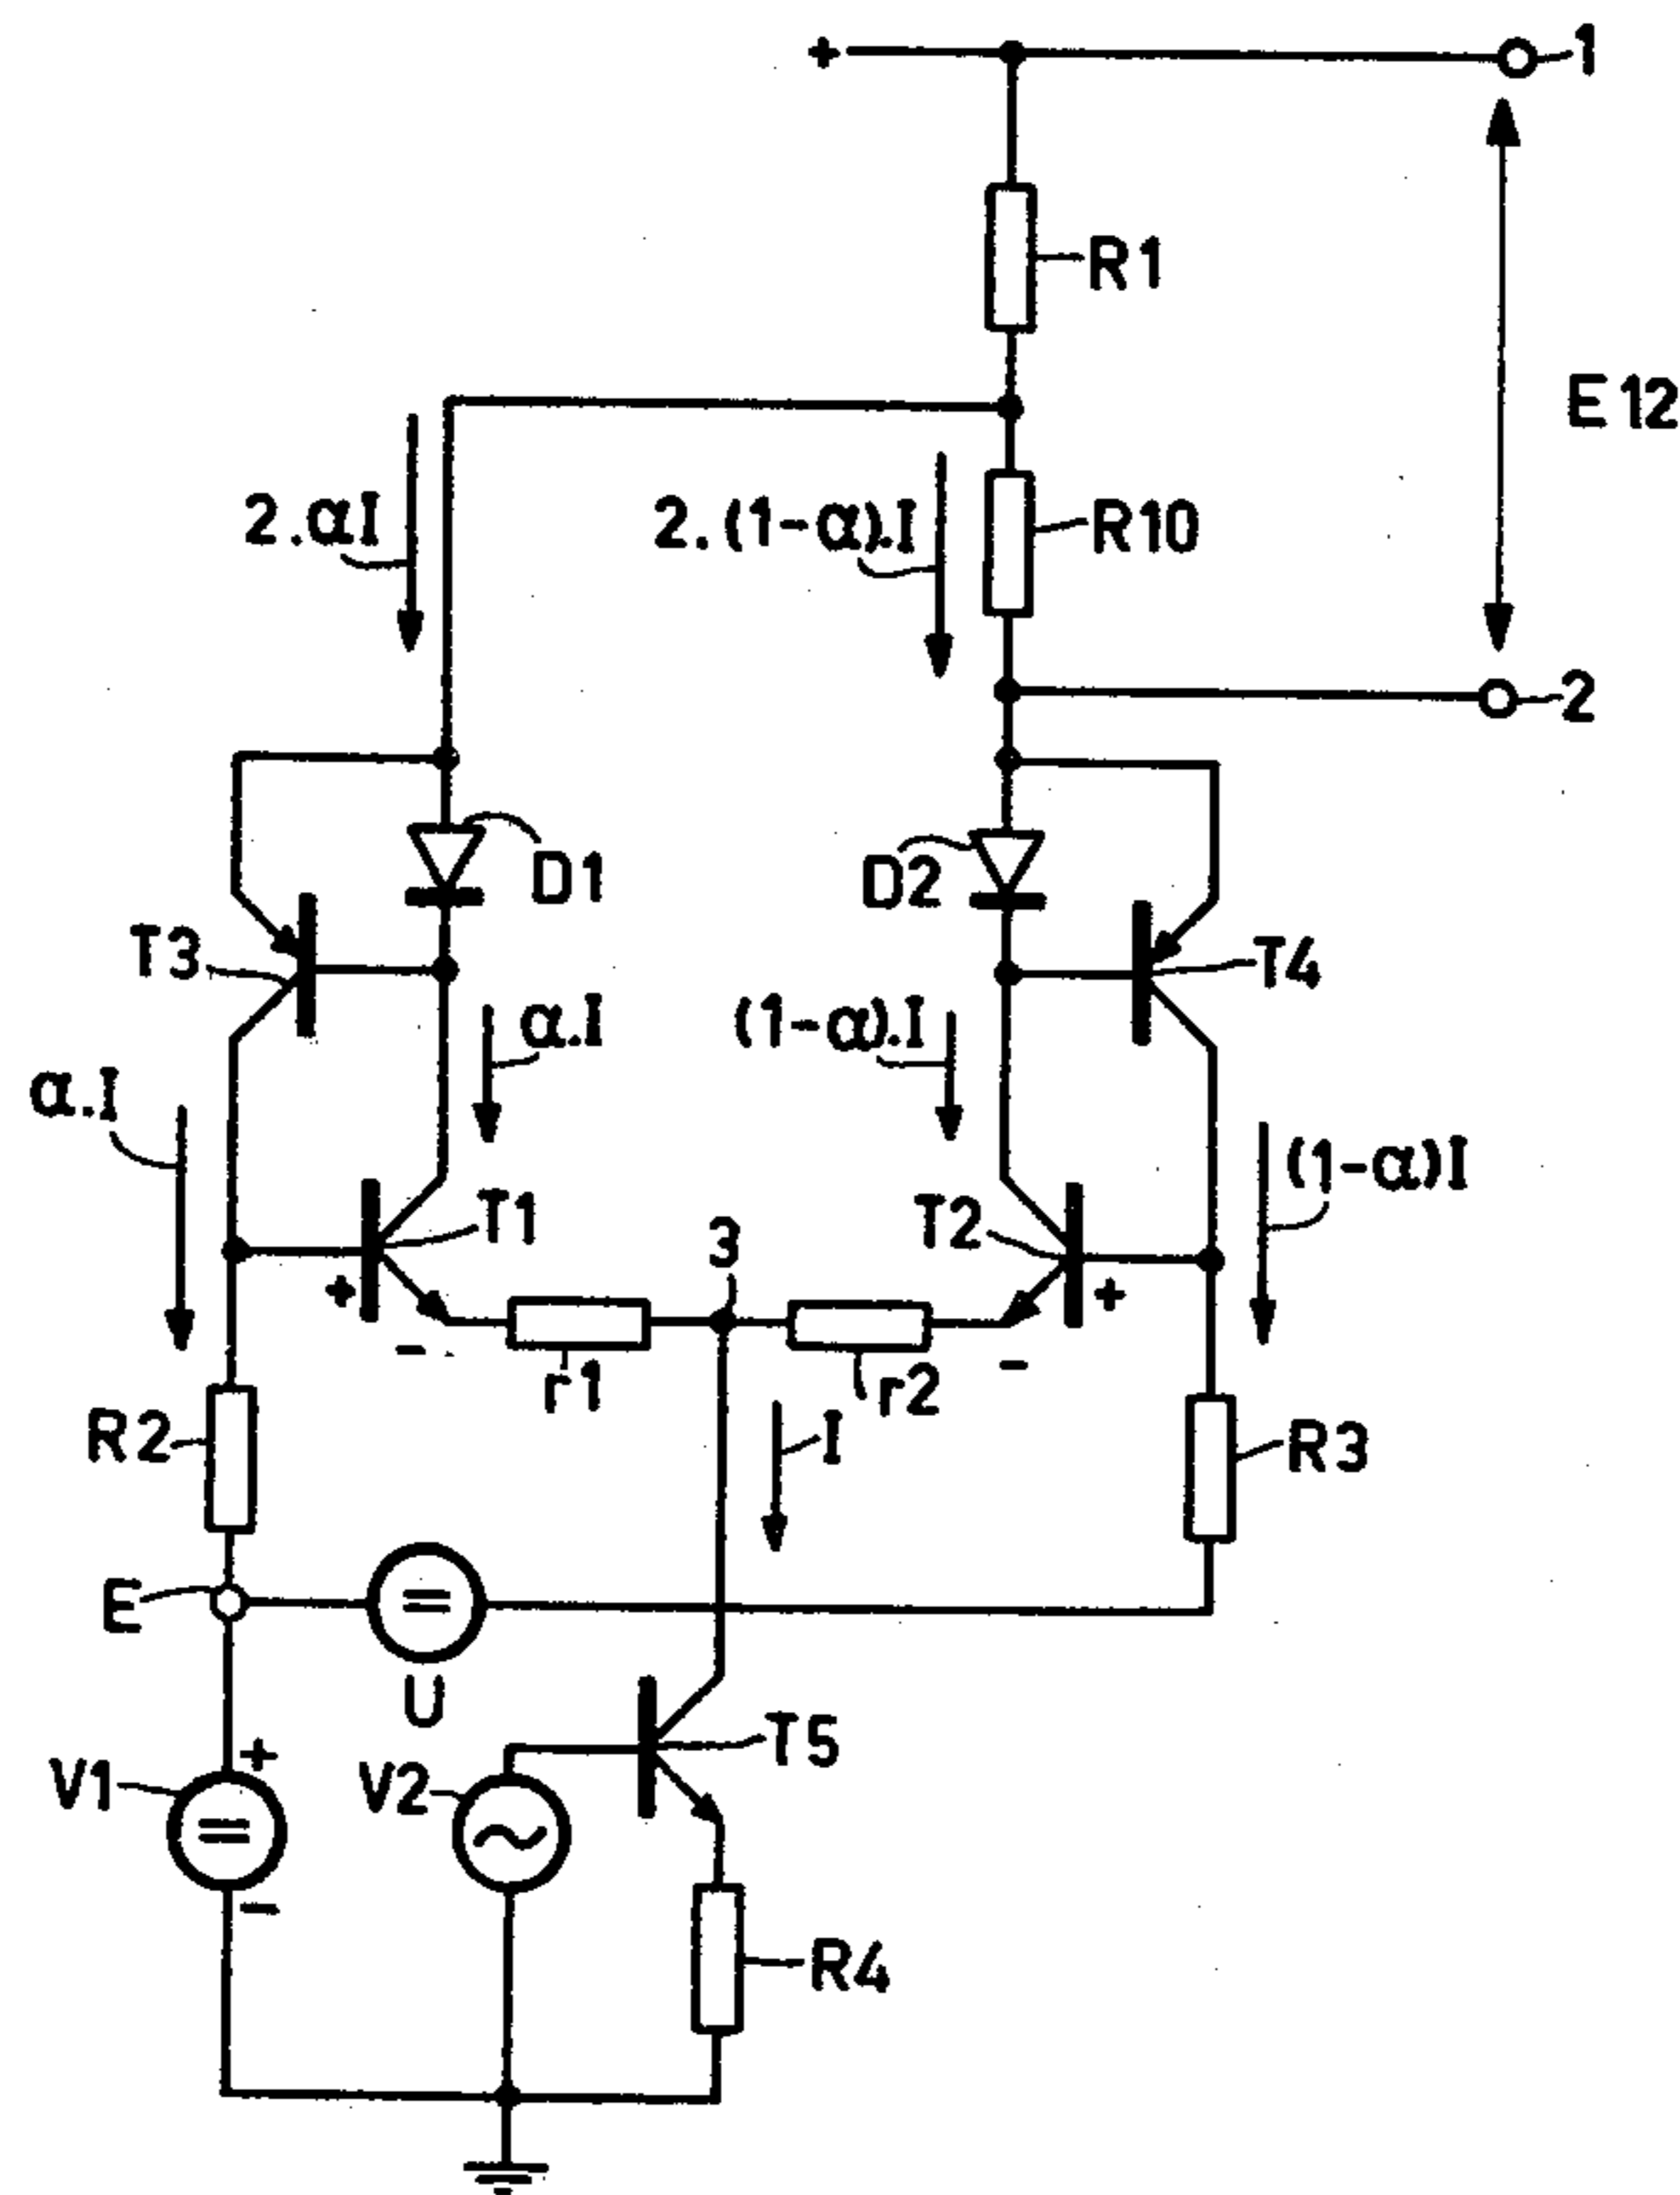 + 1
R1
E12
2.αI 2.(1-α).I R10
2
D1 D2
T3 T4
α.I (1-α).I
α.I (1-α)I
T1 3 T2
+ +
- -
r1 r2
R2 I R3
E
U
+ T5
V1 V2
-
R4